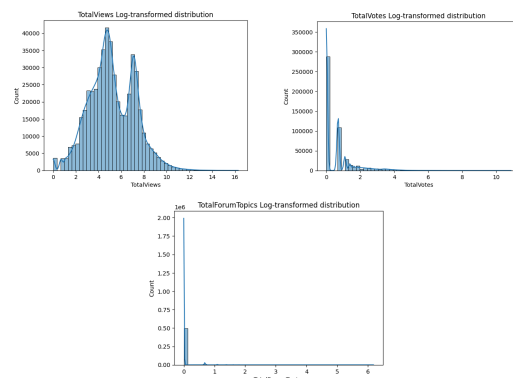 TotalViews Log-transformed distribution
40000
35000
30000
25000
20000
15000
10000
5000
0
Count
0 2 4 6 8 10 12 14 16
TotalViews
TotalVotes Log-transformed distribution
350000
300000
250000
200000
150000
100000
50000
0
Count
0 2 4 6 8 10
TotalVotes
TotalForumTopics Log-transformed distribution
1e6
2.00
1.75
1.50
1.25
1.00
0.75
0.50
0.25
0.00
Count
0 1 2 3 4 5 6